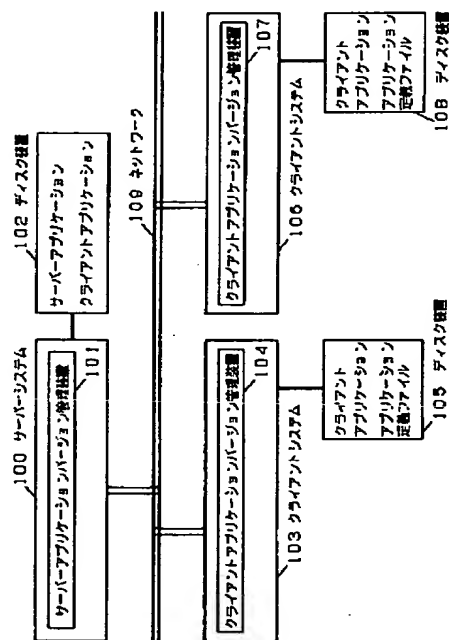 100 サーバーシステム
サーバーアプリケーションバージョン管理装置
101
102 ディスク装置
サーバーアプリケーション
クライアントアプリケーション
109 ネットワーク
クライアントアプリケーションバージョン管理装置
104
103 クライアントシステム
クライアントアプリケーションバージョン管理装置
107
106 クライアントシステム
クライアント
アプリケーション
アプリケーション
定義ファイル
105 ディスク装置
クライアント
アプリケーション
アプリケーション
定義ファイル
108 ディスク装置